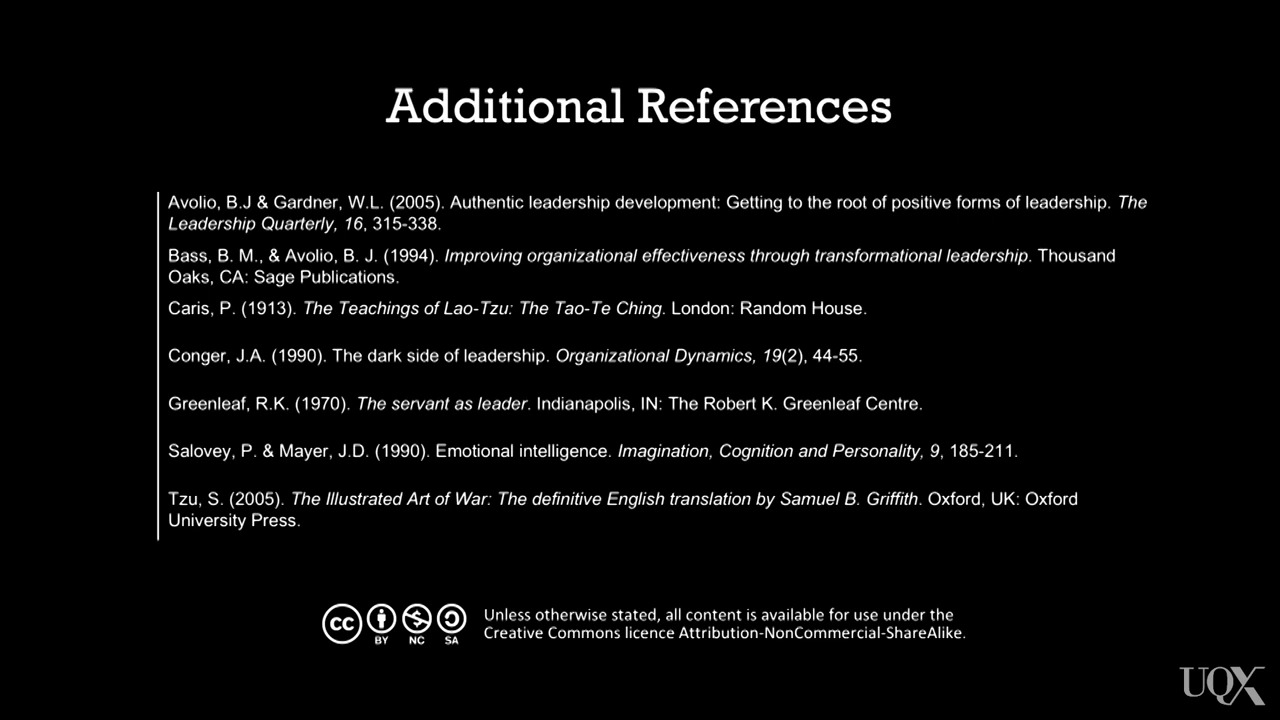 Additional References
Avolio, B.J & Gardner, W.L. (2005). Authentic leadership development: Getting to the root of positive forms of leadership. The
Leadership Quarterly, 16, 315-338.
Bass, B. M., & Avolio, B. J. (1994). Improving organizational effectiveness through transformational leadership. Thousand
Oaks, CA: Sage Publications.
Caris, P. (1913). The Teachings of Lao-Tzu: The Tao-Te Ching. London: Random House.
Conger, J.A. (1990). The dark side of leadership. Organizational Dynamics, 19(2), 44-55.
Greenleaf, R.K. (1970). The servant as leader. Indianapolis, IN: The Robert K. Greenleaf Centre.
Salovey, P. & Mayer, J.D. (1990). Emotional intelligence. Imagination, Cognition and Personality, 9, 185-211.
Tzu, S. (2005). The Illustrated Art of War: The definitive English translation by Samuel B. Griffith. Oxford, UK: Oxford
University Press.
cc BY NC SA
Unless otherwise stated, all content is available for use under the
Creative Commons licence Attribution-NonCommercial-ShareAlike.
UQX